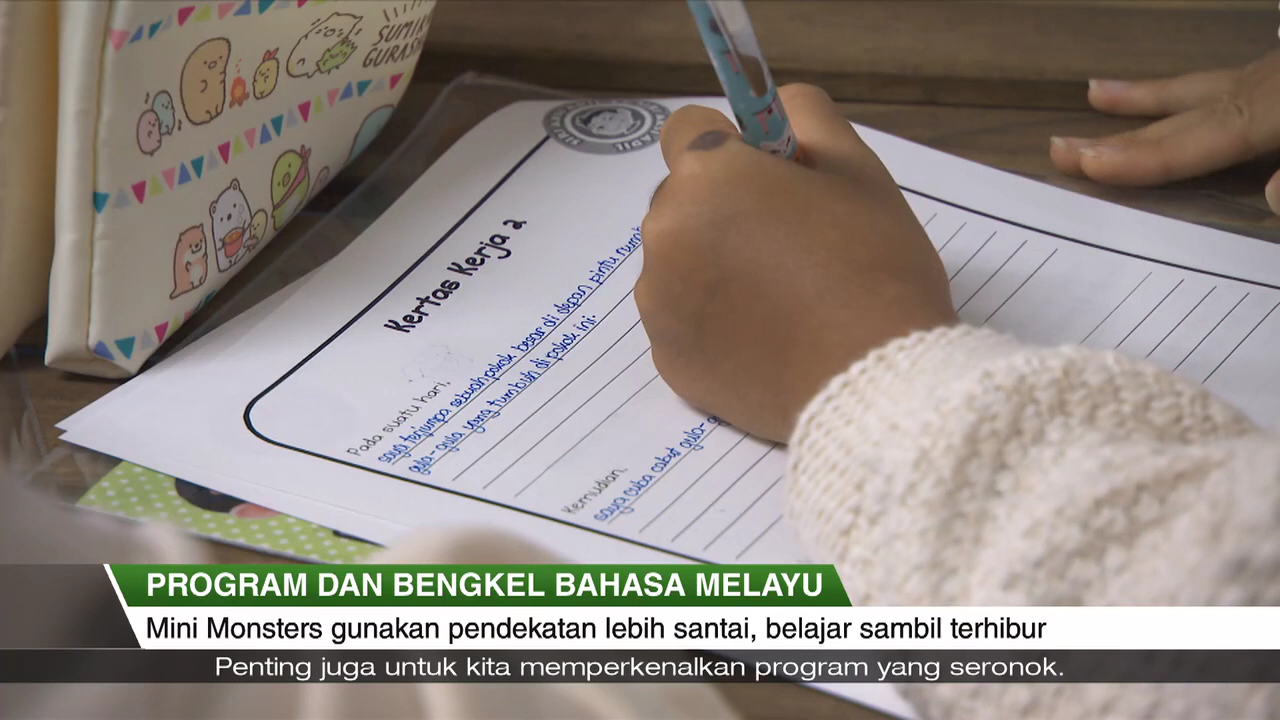 SUMIKKO
GURASHI
Kertas Kerja 2
Pada suatu hari,
saya terjumpa sebuah pokok besar di depan pintu rumah
gula-gula yang tumbuh di pokok ini.
Kemudian,
saya cuba cabut gula-g
PROGRAM DAN BENGKEL BAHASA MELAYU
Mini Monsters gunakan pendekatan lebih santai, belajar sambil terhibur
Penting juga untuk kita memperkenalkan program yang seronok.